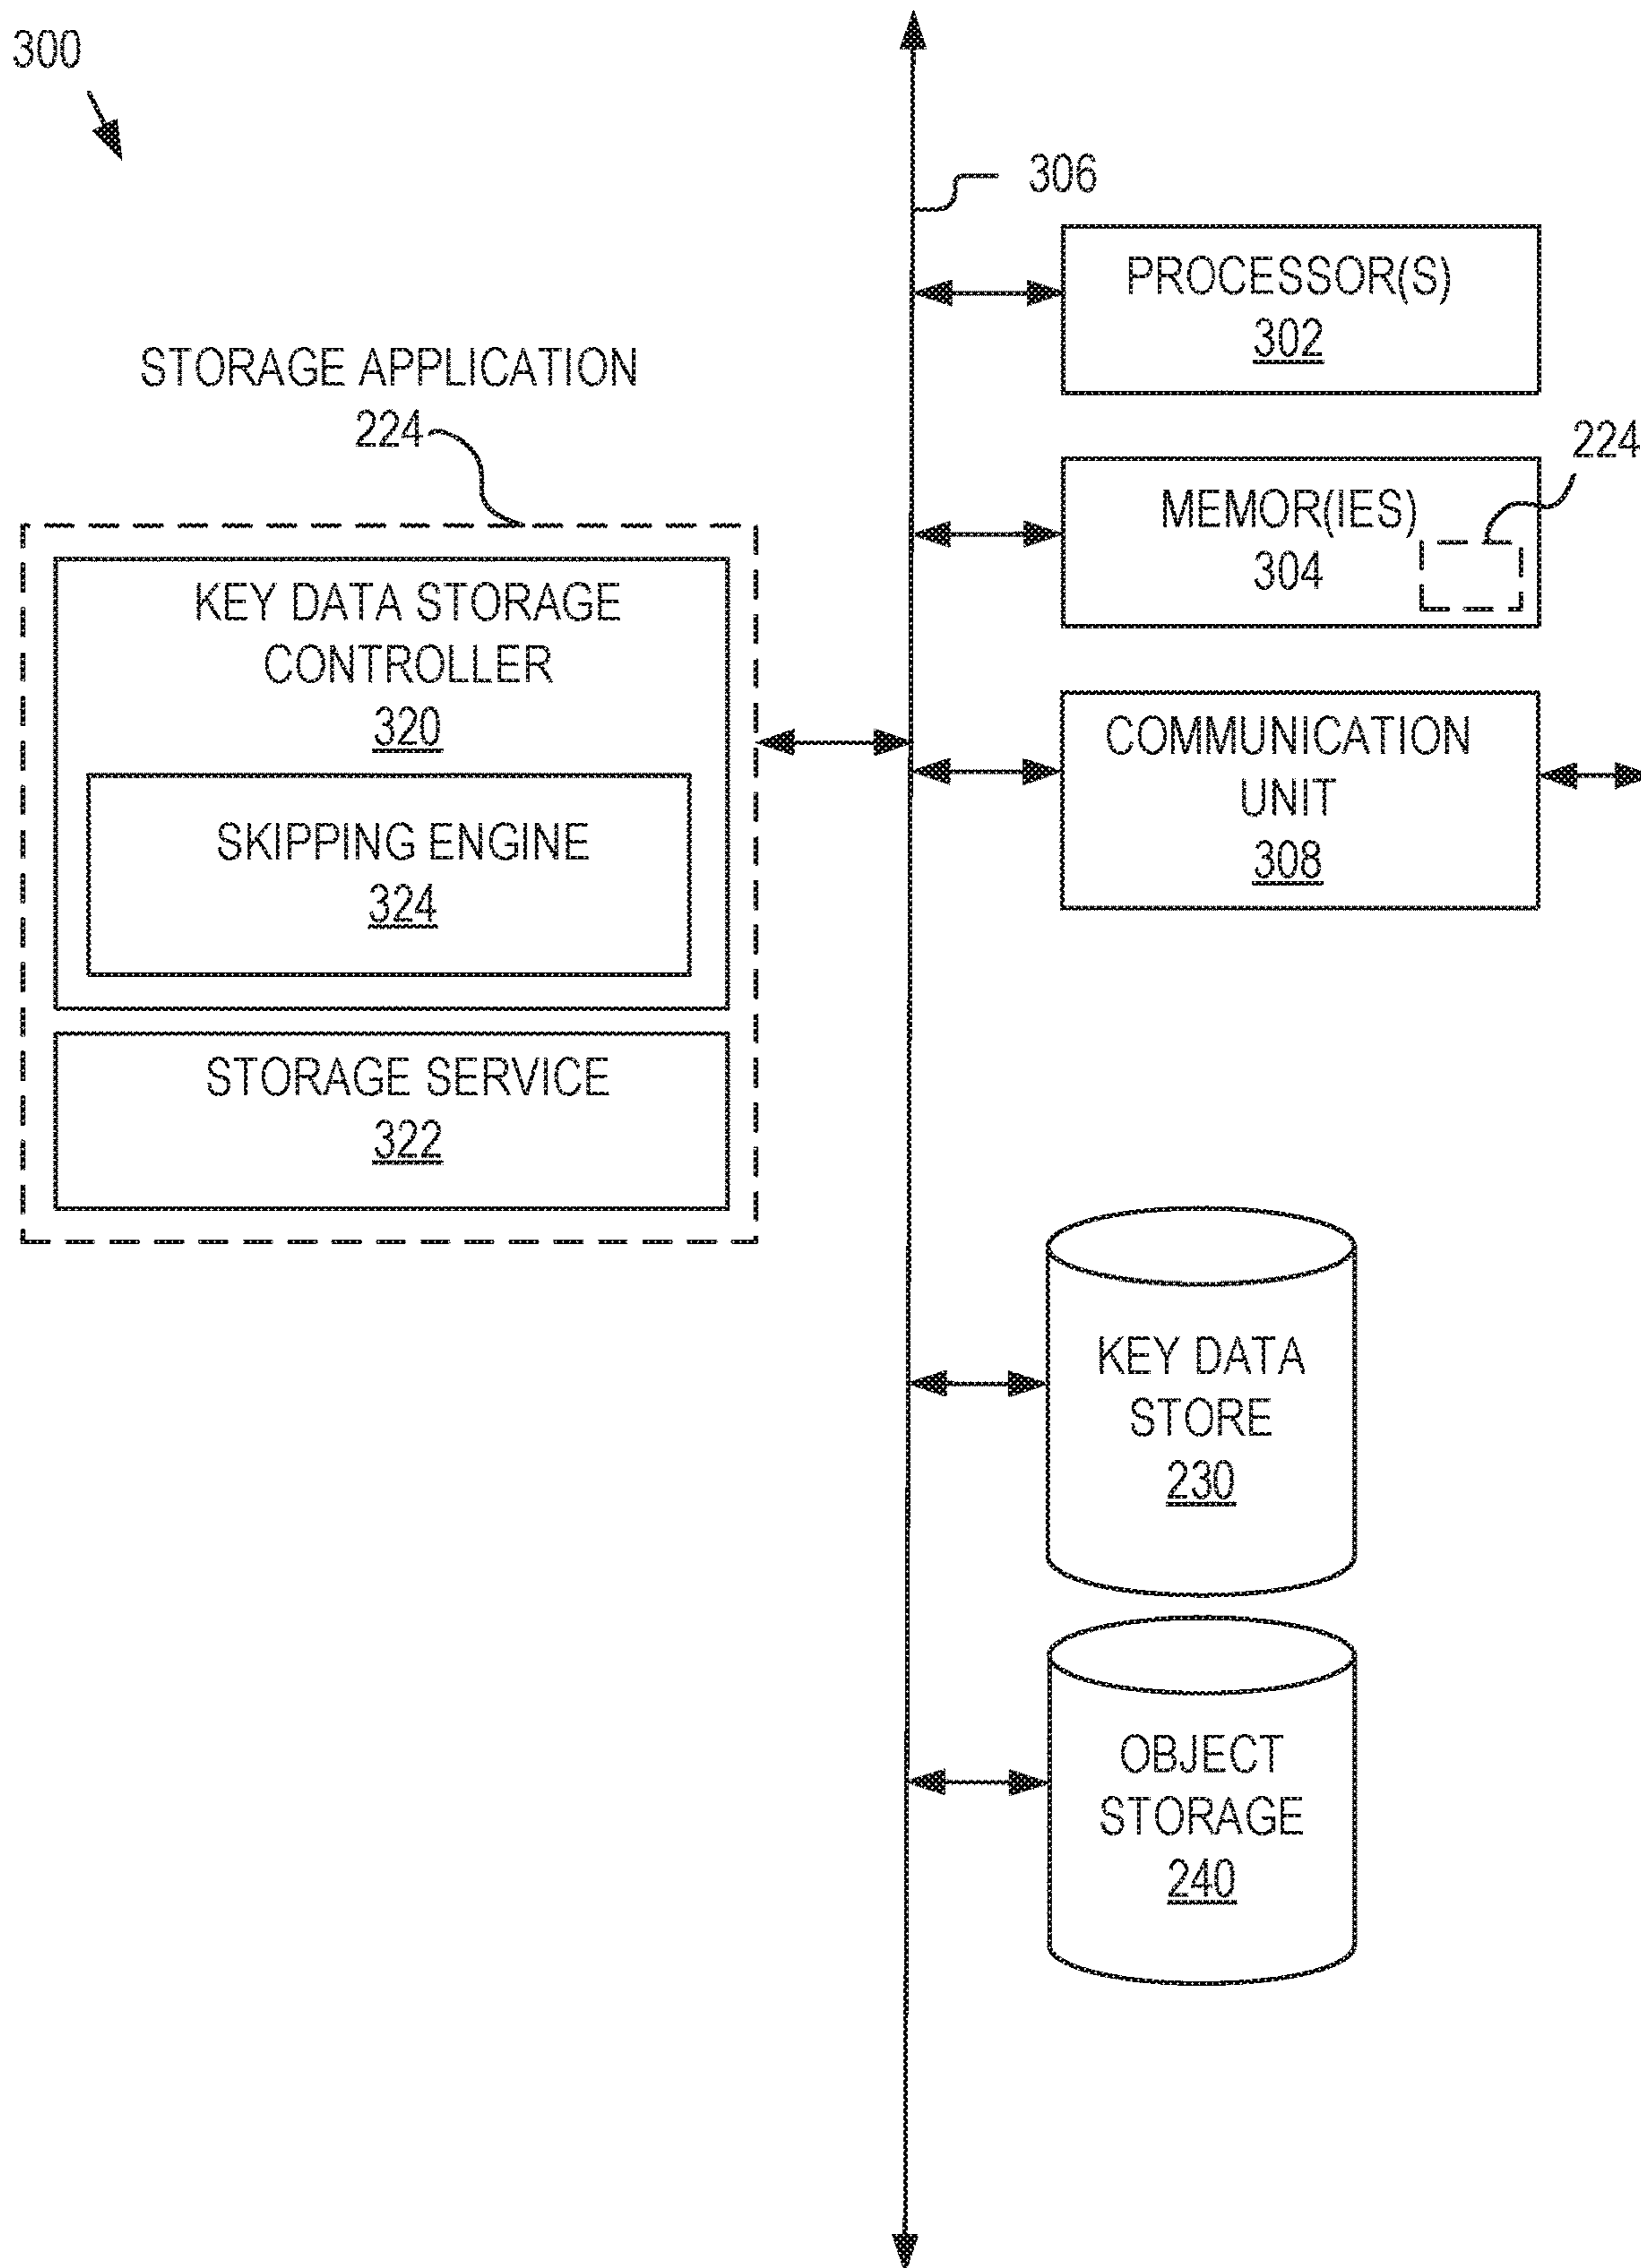 300
306
PROCESSOR(S)
302
STORAGE APPLICATION
224
224
MEMOR(IES)
304
KEY DATA STORAGE
CONTROLLER
320
COMMUNICATION
UNIT
308
SKIPPING ENGINE
324
STORAGE SERVICE
322
KEY DATA
STORE
230
OBJECT
STORAGE
240